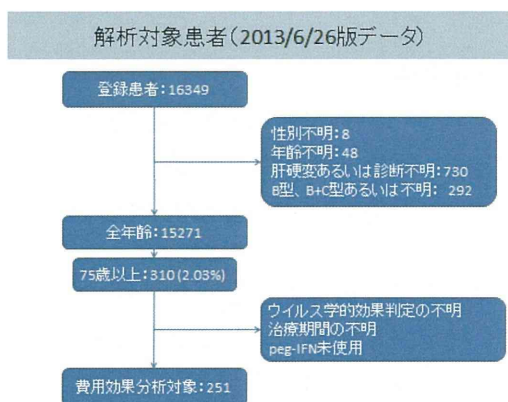 解析対象患者(2013/6/26版データ)
登録患者:16349
性別不明:8
年齢不明:48
肝硬変あるいは診断不明:730
B型、B+C型あるいは不明: 292
全年齢:15271
75歳以上:310(2.03%)
ウイルス学的効果判定の不明
治療期間の不明
peg-IFN未使用
費用効果分析対象:251